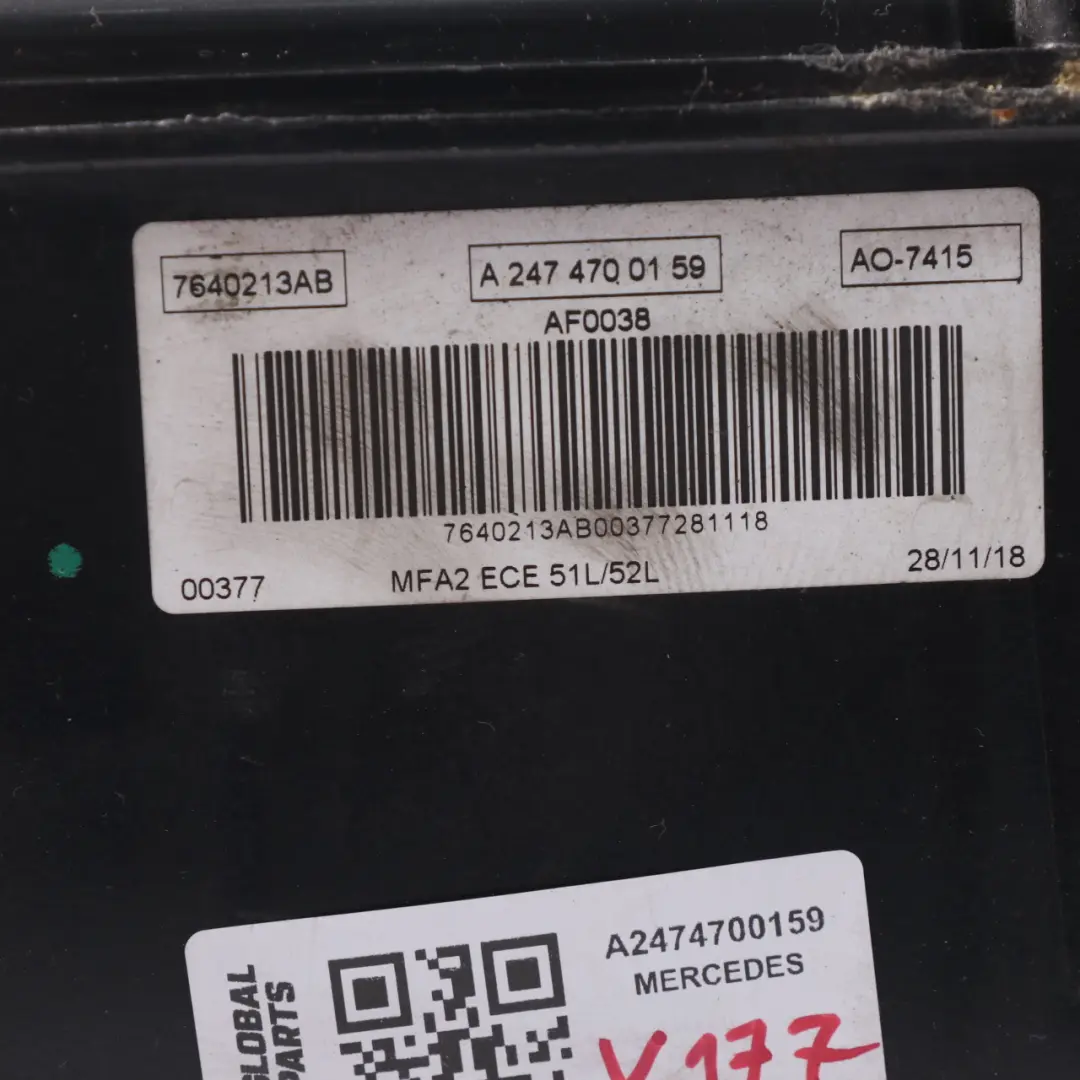 7640213AB
A 247 470 01 59
AO-7415
AF0038
7640213AB00377281118
00377
MFA2 ECE 51L/52L
28/11/18
GLOBAL
PARTS
A2474700159
MERCEDES
V177